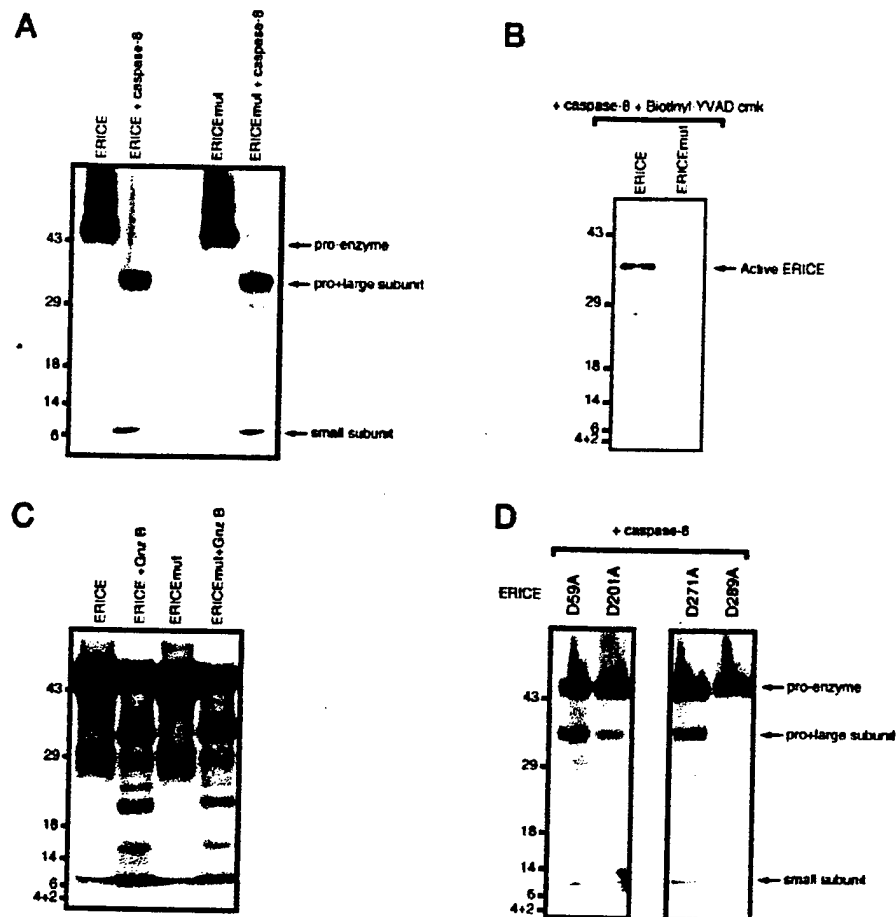 A
ERICE
ERICE + caspase-8
ERICEmut
ERICEmut + caspase-8
43
29
18
14
6
pro-enzyme
pro+large subunit
small subunit
B
+ caspase-8 + Biotinyl-YVAD cmk
ERICE
ERICEmut
43
29
18
14
6
4+2
Active ERICE
C
ERICE
ERICE +Grz B
ERICEmut
ERICEmut+Grz B
43
29
18
14
6
4+2
D
+ caspase-8
ERICE
D59A
D201A
D271A
D289A
43
29
18
14
6
4+2
pro-enzyme
pro+large subunit
small subunit